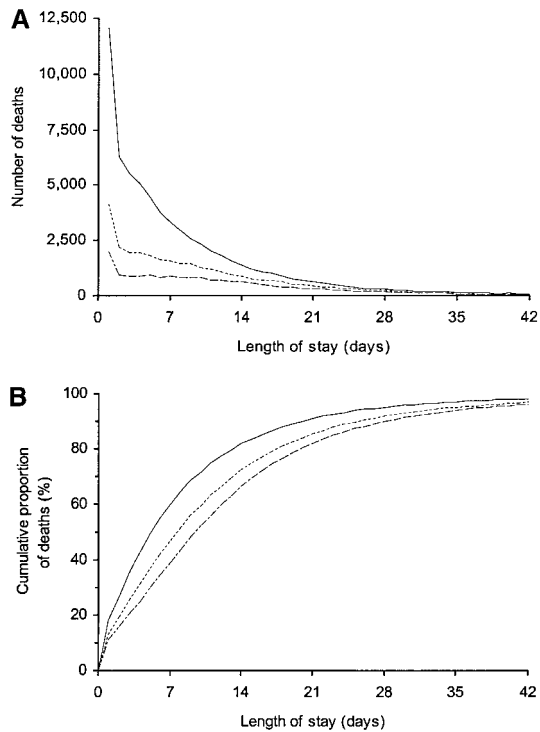 A
12,500
10,000
7,500
5,000
2,500
0
Number of deaths
0 7 14 21 28 35 42
Length of stay (days)
B
100
80
60
40
20
0
Cumulative proportion
of deaths (%)
0 7 14 21 28 35 42
Length of stay (days)